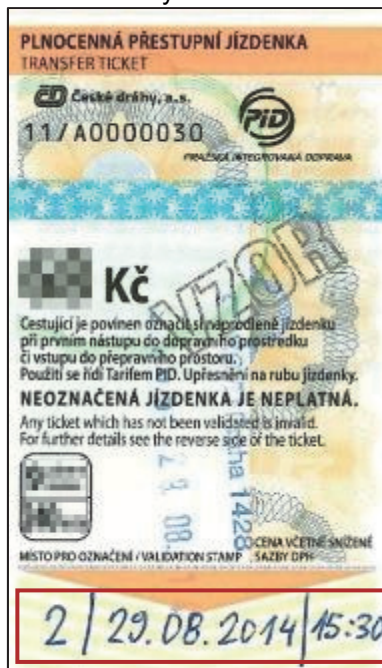 PLNOCENNÁ PŘESTUPNÍ JÍZDENKA
TRANSFER TICKET
České dráhy, a.s.
11/A0000030
PID
PRAŽSKÁ INTEGROVANÁ DOPRAVA
VZOR
Kč
Cestující je povinen označit si neprodleně jízdenku
při prvním nástupu do dopravního prostředku
či vstupu do přepravního prostoru.
Použití se řídí Tarifem PID. Upřesnění na rubu jízdenky.
NEOZNAČENÁ JÍZDENKA JE NEPLATNÁ.
Any ticket which has not been validated is invalid.
For further details see the reverse side of the ticket.
CENA VČETNĚ SNÍŽENÉ
MÍSTO PRO OZNAČENÍ / VALIDATION STAMP SAZBY DPH
2 | 29.08.2014 | 15:30